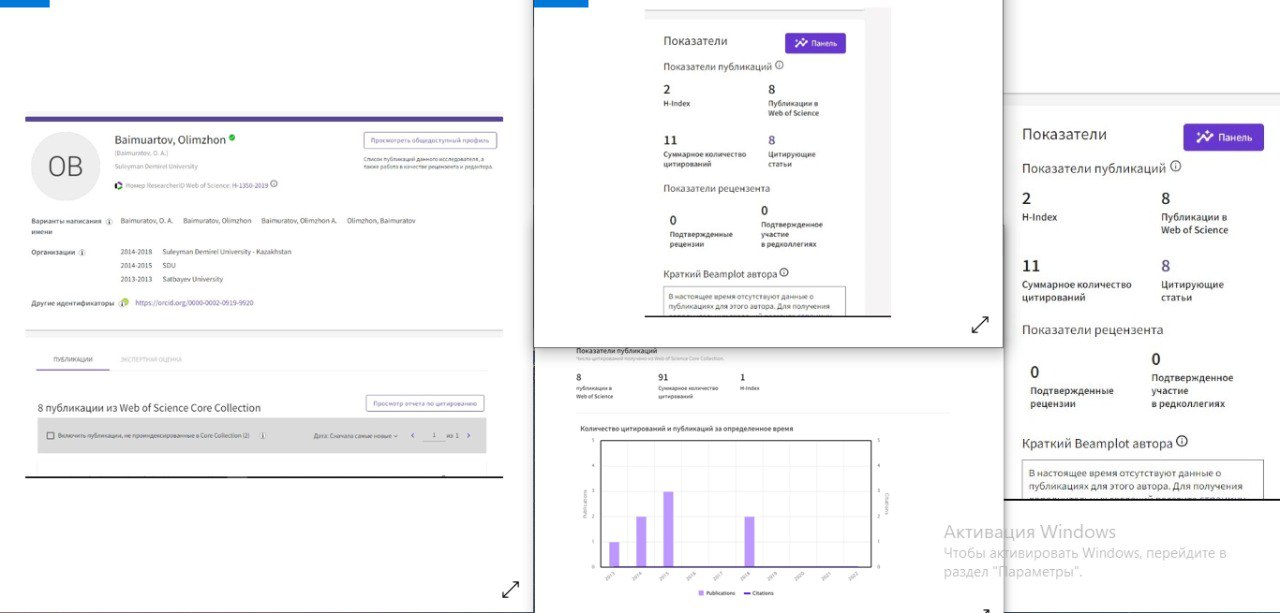 OB
Baimuartov, Olimzhon
(Baimuratov, O. A.)
Suleyman Demirel University
Номер ResearcherID Web of Science: H-1350-2019
Просмотреть общедоступный профиль
Список публикаций данного исследователя, а
также работа в качестве рецензента и редактора.
Варианты написания
имени
Baimuratov, O. A. Baimuratov, Olimzhon Baimuratov, Olimzhon A. Olimzhon, Baimuratov
Организации
2014-2018 Suleyman Demirel University - Kazakhstan
2014-2015 SDU
2013-2013 Satbayev University
Другие идентификаторы
https://orcid.org/0000-0002-0919-9920
ПУБЛИКАЦИИ ЭКСПЕРТНАЯ ОЦЕНКА
8 публикации из Web of Science Core Collection
Просмотр отчета по цитированию
Включить публикации, не проиндексированные в Core Collection (2)
Дата: Сначала самые новые
1 из 1
Показатели
Панель
Показатели публикаций
2 8
H-Index Публикации в
Web of Science
11 8
Суммарное количество Цитирующие
цитирований статьи
Показатели рецензента
0 0
Подтвержденные Подтвержденное
рецензии участие
в редколлегиях
Краткий Beamplot автора
В настоящее время отсутствуют данные о
публикациях для этого автора. Для получения
Показатели публикаций
Число цитирований получено из Web of Science Core Collection.
8 91 1
публикации в Суммарное количество H-Index
Web of Science цитирований
Количество цитирований и публикаций за определенное время
5 5
4 4
3 3
2 2
1 1
0 0
Publications
Citations
2013 2014 2015 2016 2017 2018 2019 2020 2021 2022
Publications Citations
Показатели
Панель
Показатели публикаций
2 8
H-Index Публикации в
Web of Science
11 8
Суммарное количество Цитирующие
цитирований статьи
Показатели рецензента
0 0
Подтвержденные Подтвержденное
рецензии участие
в редколлегиях
Краткий Beamplot автора
В настоящее время отсутствуют данные о
публикациях для этого автора. Для получения
Активация Windows
Чтобы активировать Windows, перейдите в
раздел "Параметры".